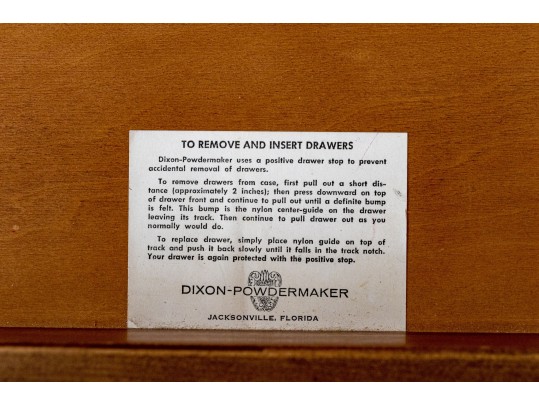 TO REMOVE AND INSERT DRAWERS
Dixon-Powdermaker uses a positive drawer stop to prevent
accidental removal of drawers.
To remove drawers from case, first pull out a short dis-
tance (approximately 2 inches); then press downward on top
of drawer front and continue to pull out until a definite bump
is felt. This bump is the nylon center-guide on the drawer
leaving its track. Then continue to pull drawer out as you
normally would do.
To replace drawer, simply place nylon guide on top of
track and push it back slowly until it falls in the track notch.
Your drawer is again protected with the positive stop.
DIXON-POWDERMAKER
JACKSONVILLE, FLORIDA